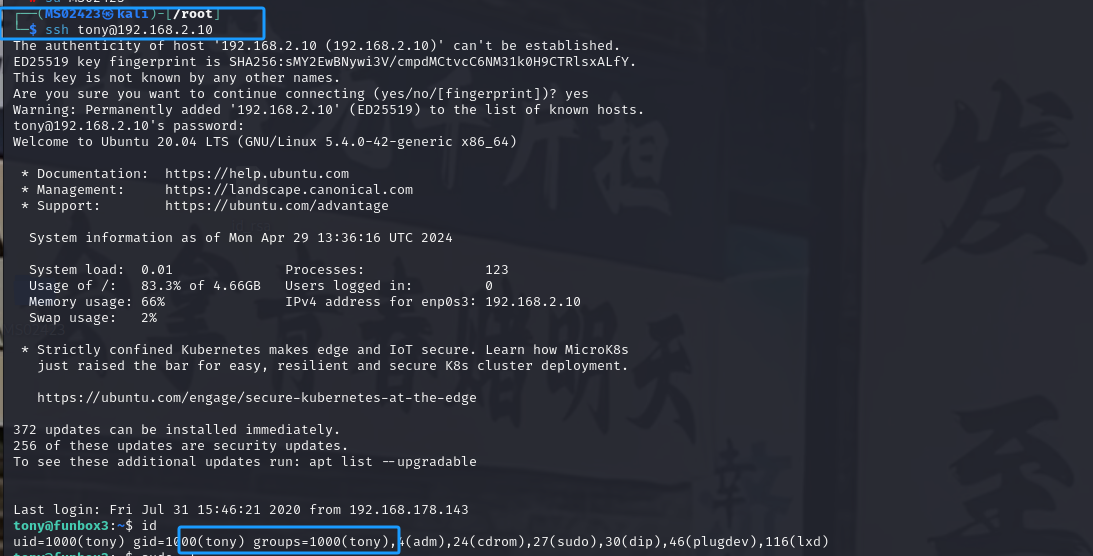 ┌──(MS02423㉿kali)-[/root]
└─$ ssh tony@192.168.2.10
The authenticity of host '192.168.2.10 (192.168.2.10)' can't be established.
ED25519 key fingerprint is SHA256:sMY2EwBNywi3V/cmpdMCtvcC6NM31k0H9CTRlsxALfY.
This key is not known by any other names.
Are you sure you want to continue connecting (yes/no/[fingerprint])? yes
Warning: Permanently added '192.168.2.10' (ED25519) to the list of known hosts.
tony@192.168.2.10's password:
Welcome to Ubuntu 20.04 LTS (GNU/Linux 5.4.0-42-generic x86_64)
* Documentation: https://help.ubuntu.com
* Management: https://landscape.canonical.com
* Support: https://ubuntu.com/advantage
System information as of Mon Apr 29 13:36:16 UTC 2024
System load: 0.01 Processes: 123
Usage of /: 83.3% of 4.66GB Users logged in: 0
Memory usage: 66% IPv4 address for enp0s3: 192.168.2.10
Swap usage: 2%
* Strictly confined Kubernetes makes edge and IoT secure. Learn how MicroK8s
just raised the bar for easy, resilient and secure K8s cluster deployment.
https://ubuntu.com/engage/secure-kubernetes-at-the-edge
372 updates can be installed immediately.
256 of these updates are security updates.
To see these additional updates run: apt list --upgradable
Last login: Fri Jul 31 15:46:21 2020 from 192.168.178.143
tony@funbox3:~$ id
uid=1000(tony) gid=1000(tony) groups=1000(tony),4(adm),24(cdrom),27(sudo),30(dip),46(plugdev),116(lxd)